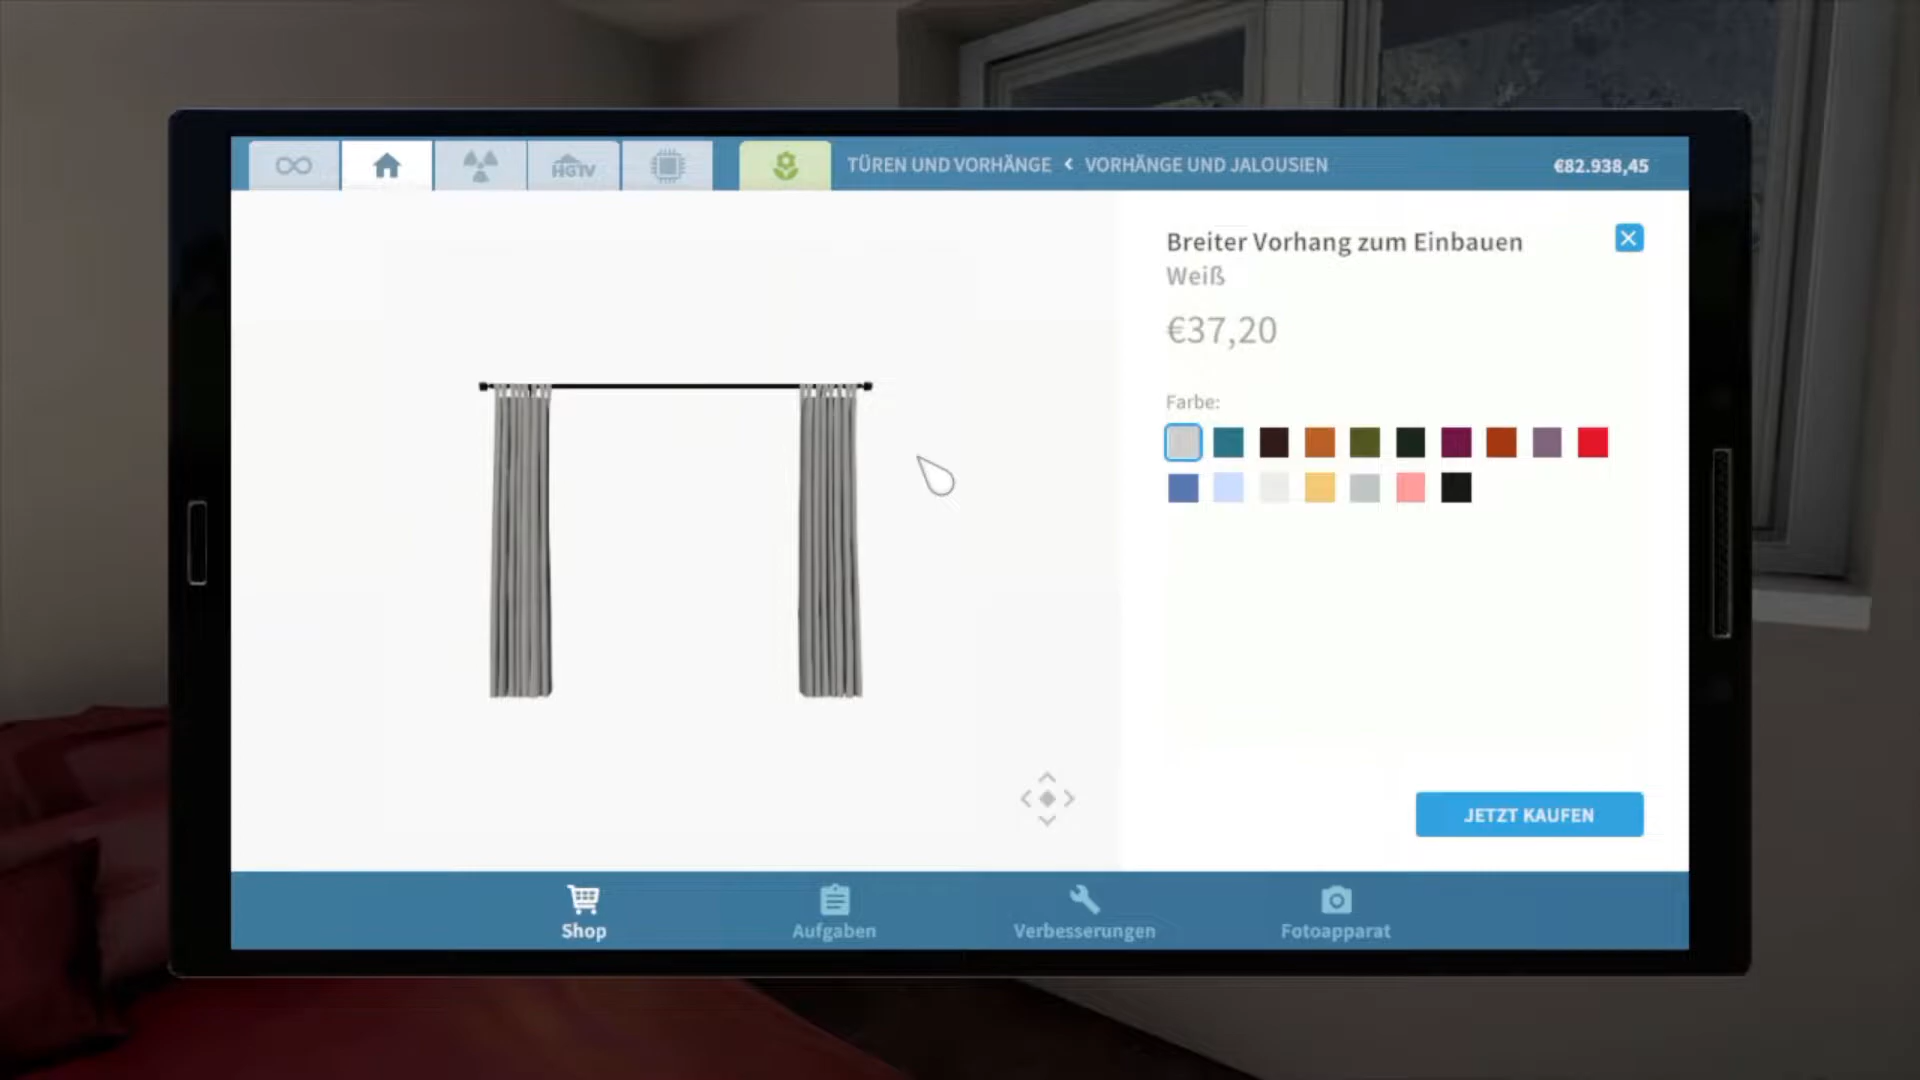 HGTV
TÜREN UND VORHÄNGE < VORHÄNGE UND JALOUSIEN
€82.938,45
Breiter Vorhang zum Einbauen
Weiß
€37,20
Farbe:
JETZT KAUFEN
Shop
Aufgaben
Verbesserungen
Fotoapparat